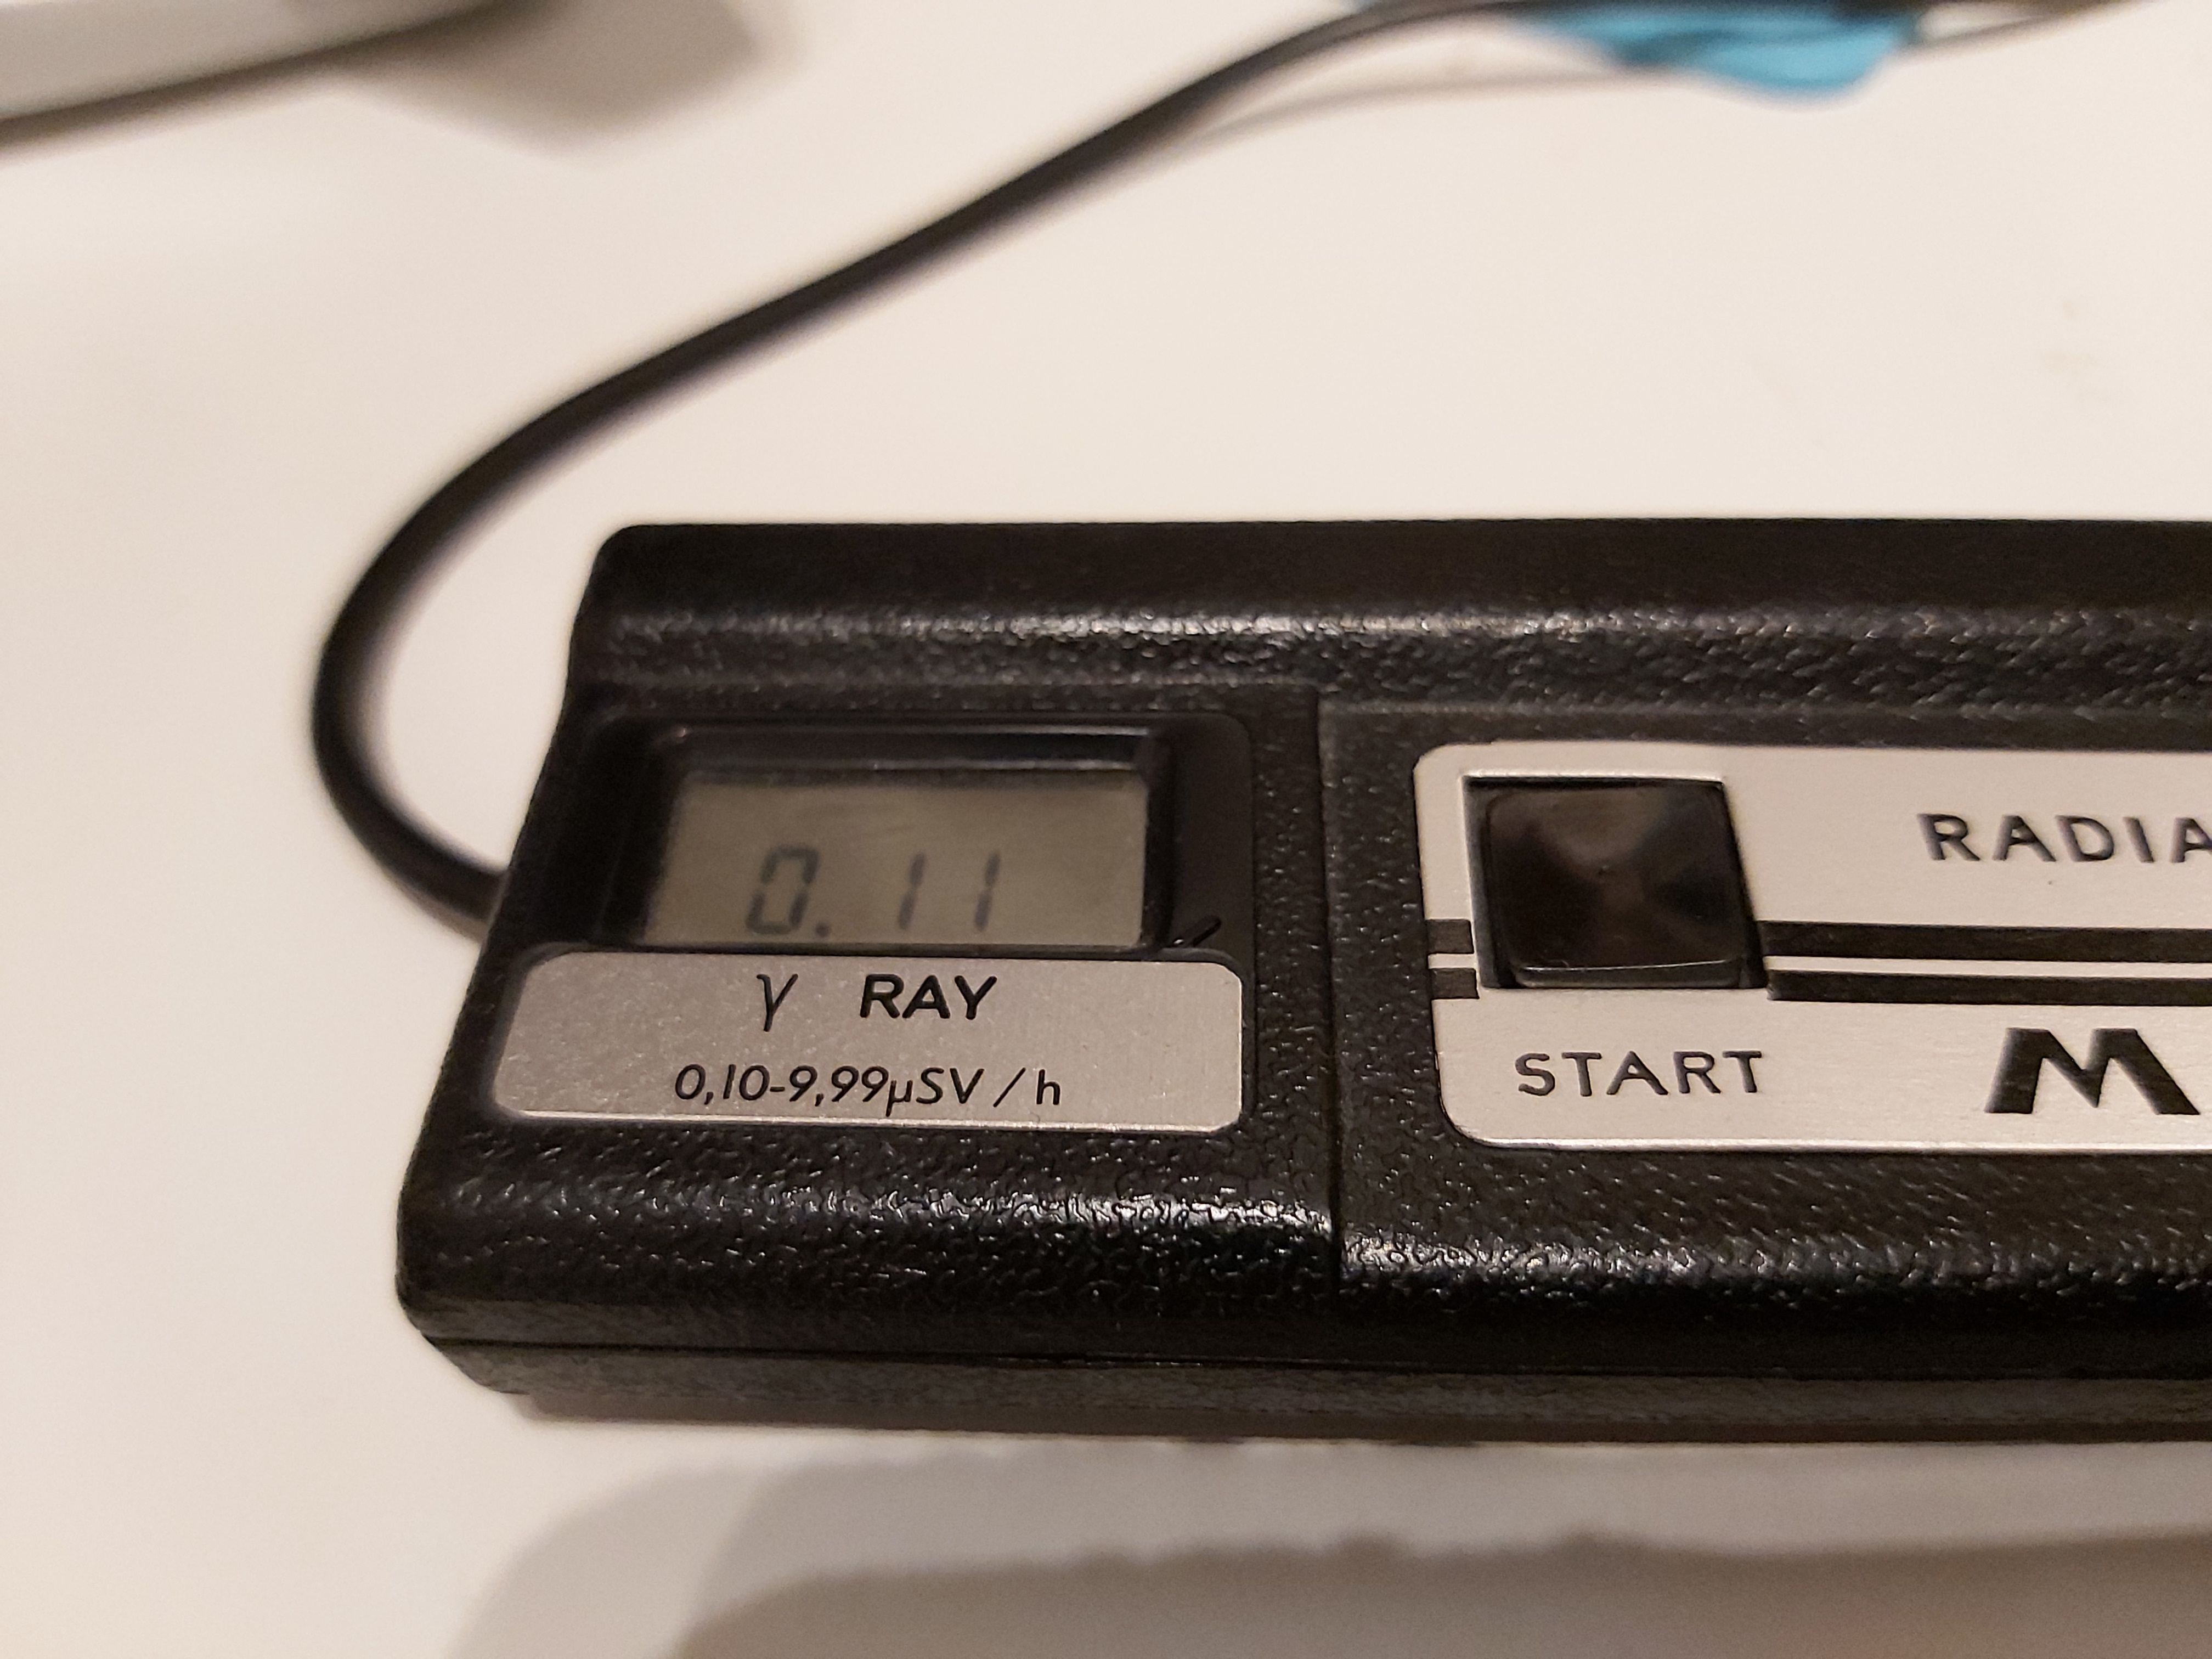 0.11
γ RAY
0,10-9,99µSV/h
RADIA
START
M